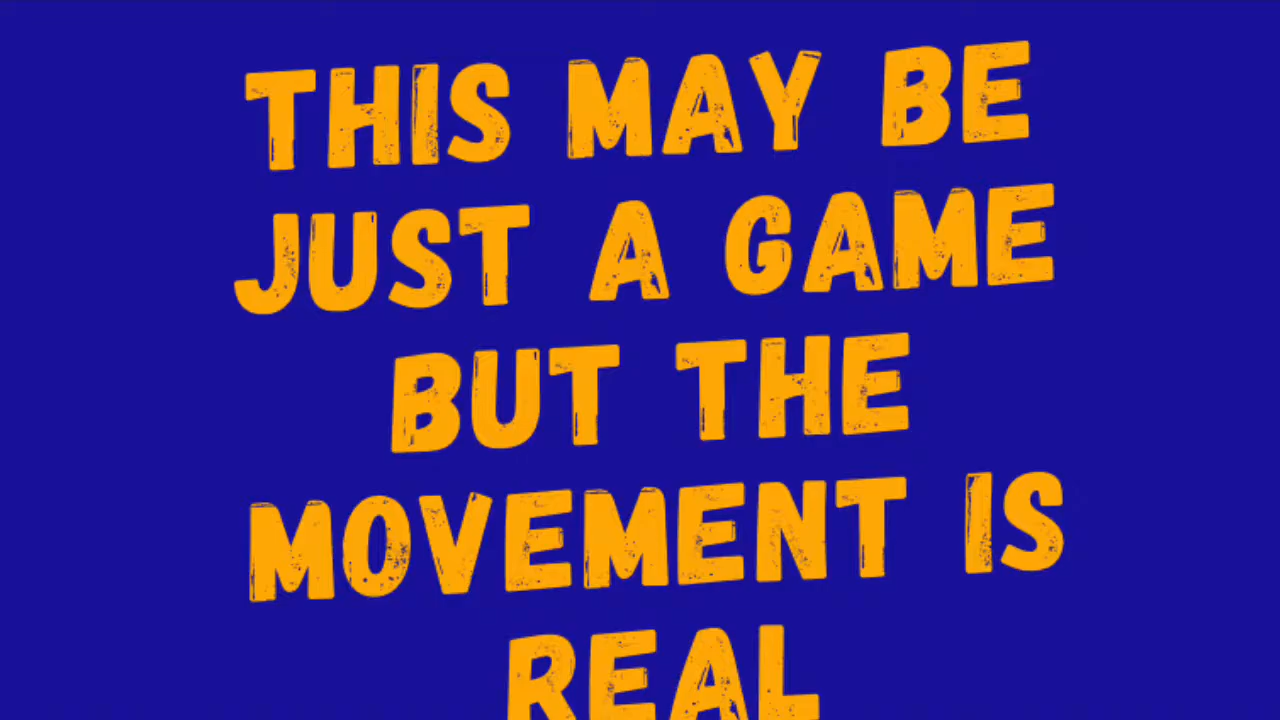 THIS MAY BE
JUST A GAME
BUT THE
MOVEMENT IS
REAL